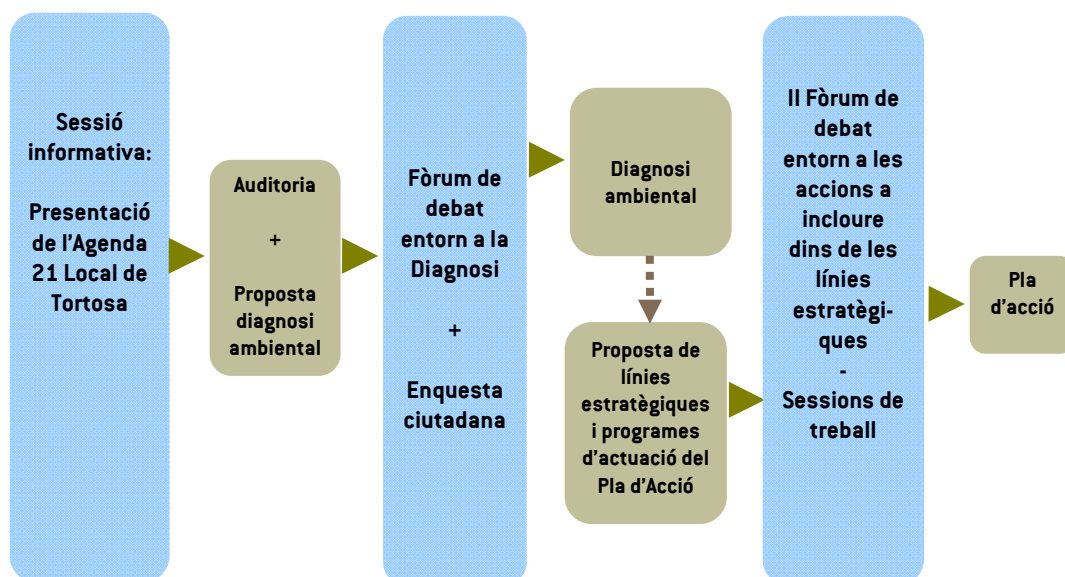 Sessió
informativa:
Presentació
de l'Agenda
21 Local de
Tortosa
Auditoria
+
Proposta
diagnosi
ambiental
Fòrum de
debat
entorn a la
Diagnosi
+
Enquesta
ciutadana
Diagnosi
ambiental
Proposta de
línies
estratègiques
i programes
d'actuació del
Pla d'Acció
II Fòrum de
debat
entorn a les
accions a
incloure
dins de les
línies
estratègi-
ques
-
Sessions de
treball
Pla
d'acció